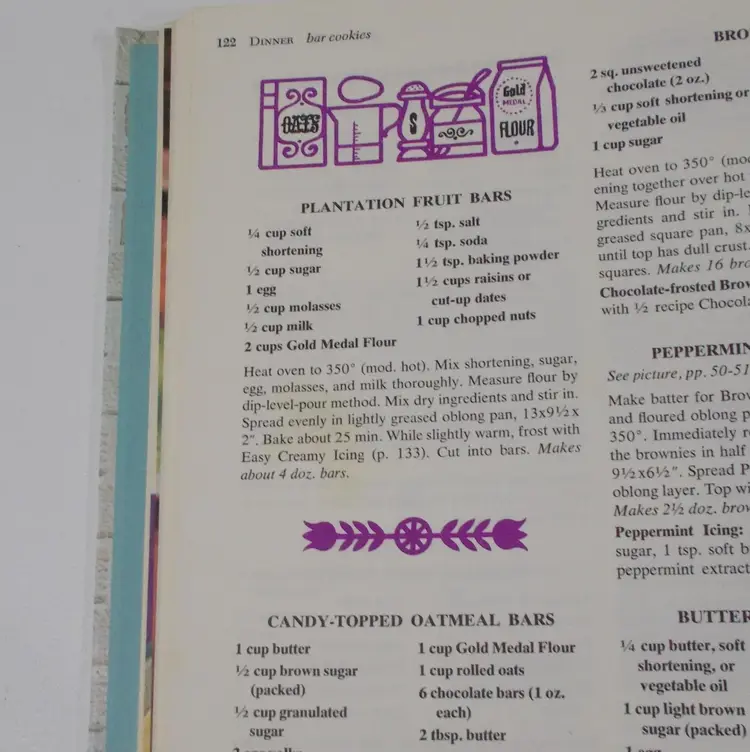 122 DINNER bar cookies
OATS
S
Gold
MEDAL
FLOUR
PLANTATION FRUIT BARS
¼ cup soft
shortening
½ cup sugar
1 egg
½ cup molasses
½ cup milk
2 cups Gold Medal Flour
½ tsp. salt
¼ tsp. soda
1½ tsp. baking powder
1½ cups raisins or
cut-up dates
1 cup chopped nuts
Heat oven to 350° (mod. hot). Mix shortening, sugar,
egg, molasses, and milk thoroughly. Measure flour by
dip-level-pour method. Mix dry ingredients and stir in.
Spread evenly in lightly greased oblong pan, 13x9½x
2". Bake about 25 min. While slightly warm, frost with
Easy Creamy Icing (p. 133). Cut into bars. Makes
about 4 doz. bars.
CANDY-TOPPED OATMEAL BARS
1 cup butter
½ cup brown sugar
(packed)
½ cup granulated
sugar
1 cup Gold Medal Flour
1 cup rolled oats
6 chocolate bars (1 oz.
each)
2 tbsp. butter
BRO
2 sq. unsweetened
chocolate (2 oz.)
⅓ cup soft shortening or
vegetable oil
1 cup sugar
Heat oven to 350° (mod
ening together over hot
Measure flour by dip-le
gredients and stir in.
greased square pan, 8x
until top has dull crust.
squares. Makes 16 bro
Chocolate-frosted Brow
with ½ recipe Chocola
PEPPERMIN
See picture, pp. 50-51
Make batter for Brow
and floured oblong p
350°. Immediately r
the brownies in half
9½x6½". Spread P
oblong layer. Top wi
Makes 2½ doz. brow
Peppermint Icing:
sugar, 1 tsp. soft b
peppermint extract
BUTTER
¼ cup butter, soft
shortening, or
vegetable oil
1 cup light brown
sugar (packed)